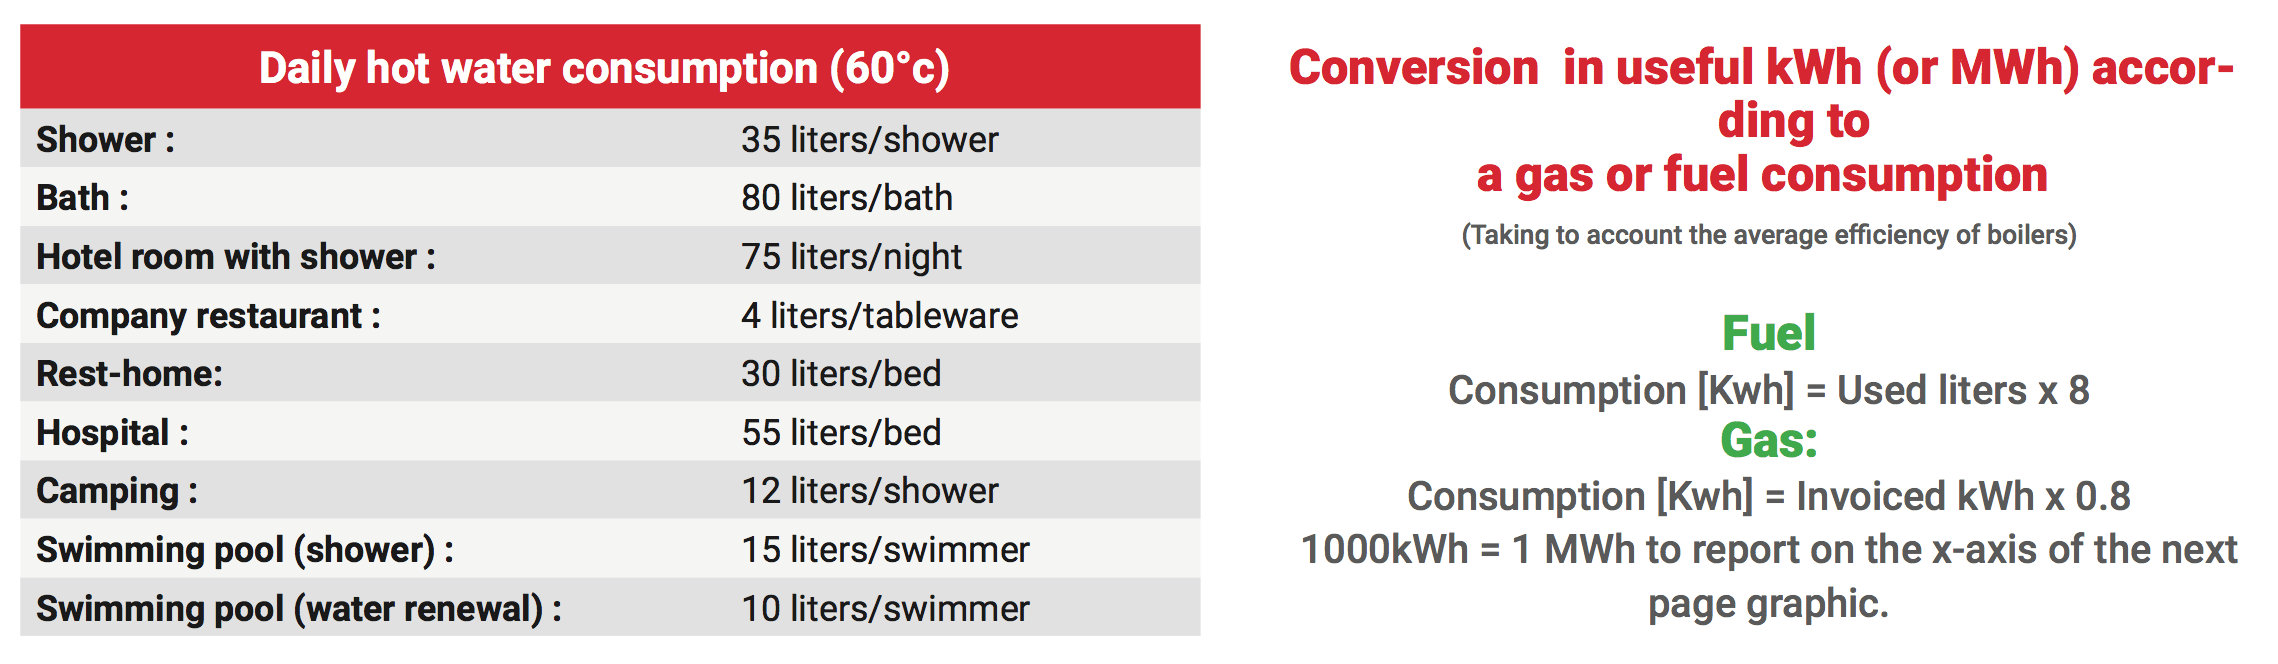 Daily hot water consumption (60°c)
Shower : 35 liters/shower
Bath : 80 liters/bath
Hotel room with shower : 75 liters/night
Company restaurant : 4 liters/tableware
Rest-home: 30 liters/bed
Hospital : 55 liters/bed
Camping : 12 liters/shower
Swimming pool (shower) : 15 liters/swimmer
Swimming pool (water renewal) : 10 liters/swimmer
Conversion in useful kWh (or MWh) accor-
ding to
a gas or fuel consumption
(Taking to account the average efficiency of boilers)
Fuel
Consumption [Kwh] = Used liters x 8
Gas:
Consumption [Kwh] = Invoiced kWh x 0.8
1000kWh = 1 MWh to report on the x-axis of the next
page graphic.